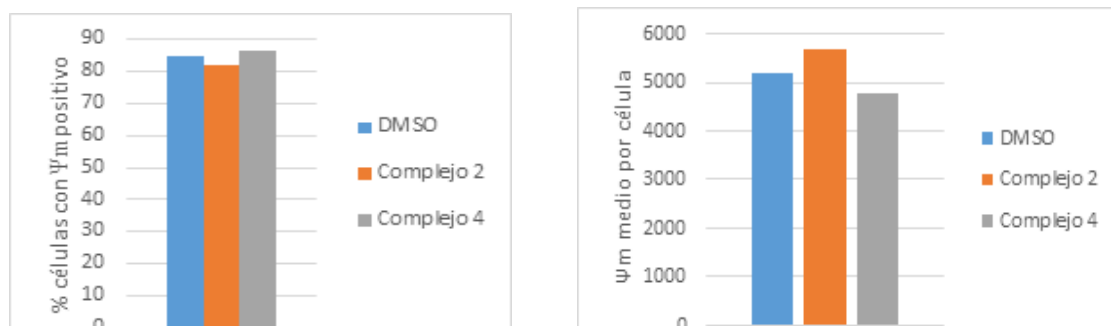 % células con Ψm positivo
90
80
70
60
50
40
30
20
10
0
DMSO
Complejo 2
Complejo 4
Ψm medio por célula
6000
5000
4000
3000
2000
1000
0
DMSO
Complejo 2
Complejo 4